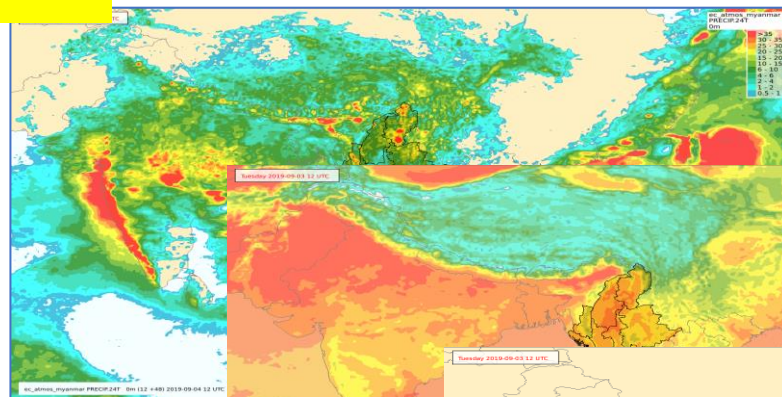 UTC
ec_atmos_myanmar
PRECIP.24T
0m
>35
30 - 35
25 - 30
20 - 25
15 - 20
10 - 15
6 - 10
4 - 6
2 - 4
1 - 2
0.5 - 1
Tuesday 2019-09-03 12 UTC
Tuesday 2019-09-03 12 UTC
ec_atmos_myanmar PRECIP.24T 0m (12 +48) 2019-09-04 12 UTC